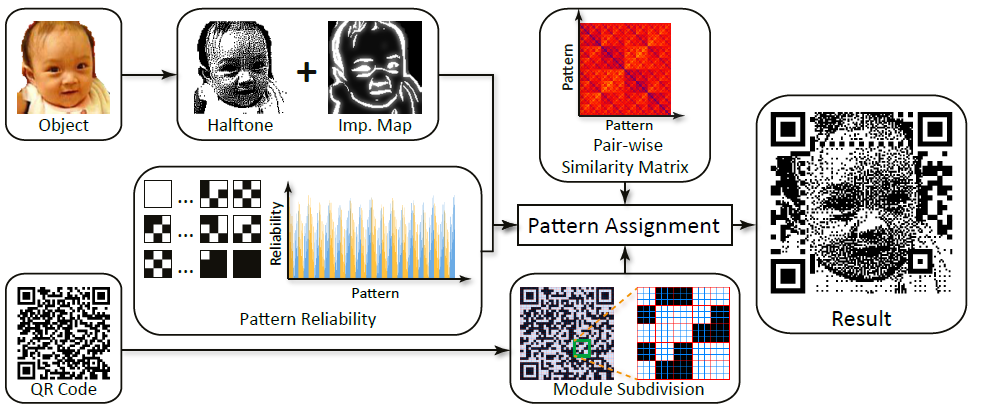 Object
Halftone
+
Imp. Map
Pattern
Pattern
Pair-wise
Similarity Matrix
...
...
...
Reliability
Pattern
Pattern Reliability
Pattern Assignment
Result
QR Code
Module Subdivision